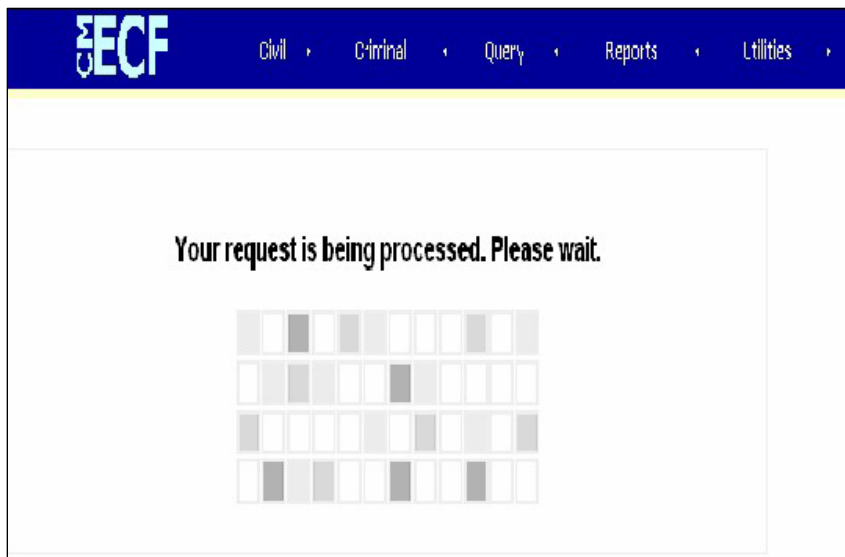 CM ECF Civil Criminal Query Reports Utilities
Your request is being processed. Please wait.